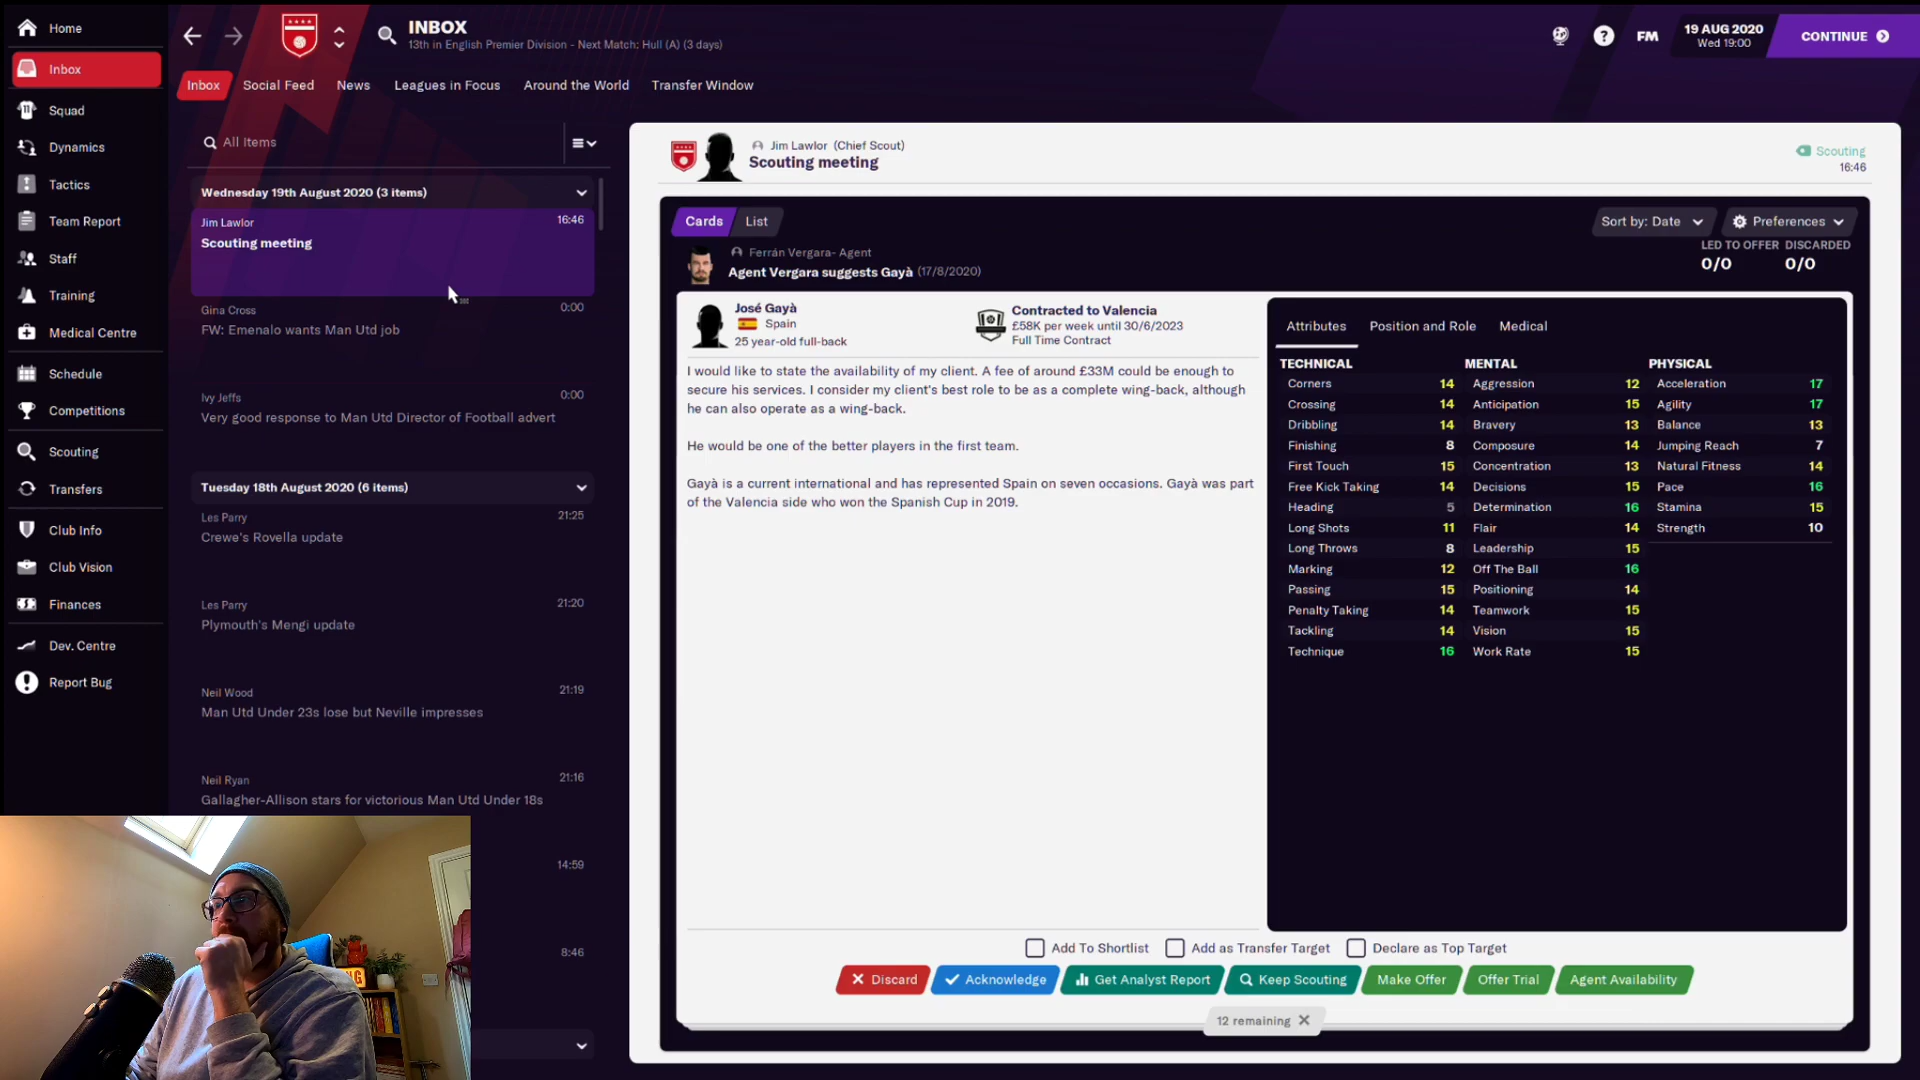 Home
Inbox
Squad
Dynamics
Tactics
Team Report
Staff
Training
Medical Centre
Schedule
Competitions
Scouting
Transfers
Club Info
Club Vision
Finances
Dev. Centre
Report Bug
INBOX
13th in English Premier Division - Next Match: Hull (A) (3 days)
FM
19 AUG 2020
Wed 19:00
CONTINUE
Inbox
Social Feed
News
Leagues in Focus
Around the World
Transfer Window
All Items
Wednesday 19th August 2020 (3 items)
Jim Lawlor 16:46
Scouting meeting
Gina Cross 0:00
FW: Emenalo wants Man Utd job
Ivy Jeffs 0:00
Very good response to Man Utd Director of Football advert
Tuesday 18th August 2020 (6 items)
Les Parry 21:25
Crewe's Rovella update
Les Parry 21:20
Plymouth's Mengi update
Neil Wood 21:19
Man Utd Under 23s lose but Neville impresses
Neil Ryan 21:16
Gallagher-Allison stars for victorious Man Utd Under 18s
14:59
8:46
Jim Lawlor (Chief Scout)
Scouting meeting
Scouting
16:46
Cards
List
Sort by: Date
Preferences
LED TO OFFER DISCARDED
0/0 0/0
Ferrán Vergara- Agent
Agent Vergara suggests Gayà (17/8/2020)
José Gayà
Spain
25 year-old full-back
Contracted to Valencia
£58K per week until 30/6/2023
Full Time Contract
I would like to state the availability of my client. A fee of around £33M could be enough to
secure his services. I consider my client's best role to be as a complete wing-back, although
he can also operate as a wing-back.
He would be one of the better players in the first team.
Gayà is a current international and has represented Spain on seven occasions. Gayà was part
of the Valencia side who won the Spanish Cup in 2019.
Attributes
Position and Role
Medical
TECHNICAL MENTAL PHYSICAL
Corners 14 Aggression 12 Acceleration 17
Crossing 14 Anticipation 15 Agility 17
Dribbling 14 Bravery 13 Balance 13
Finishing 8 Composure 14 Jumping Reach 7
First Touch 15 Concentration 13 Natural Fitness 14
Free Kick Taking 14 Decisions 15 Pace 16
Heading 5 Determination 16 Stamina 15
Long Shots 11 Flair 14 Strength 10
Long Throws 8 Leadership 15
Marking 12 Off The Ball 16
Passing 15 Positioning 14
Penalty Taking 14 Teamwork 15
Tackling 14 Vision 15
Technique 16 Work Rate 15
Add To Shortlist
Add as Transfer Target
Declare as Top Target
Discard
Acknowledge
Get Analyst Report
Keep Scouting
Make Offer
Offer Trial
Agent Availability
12 remaining